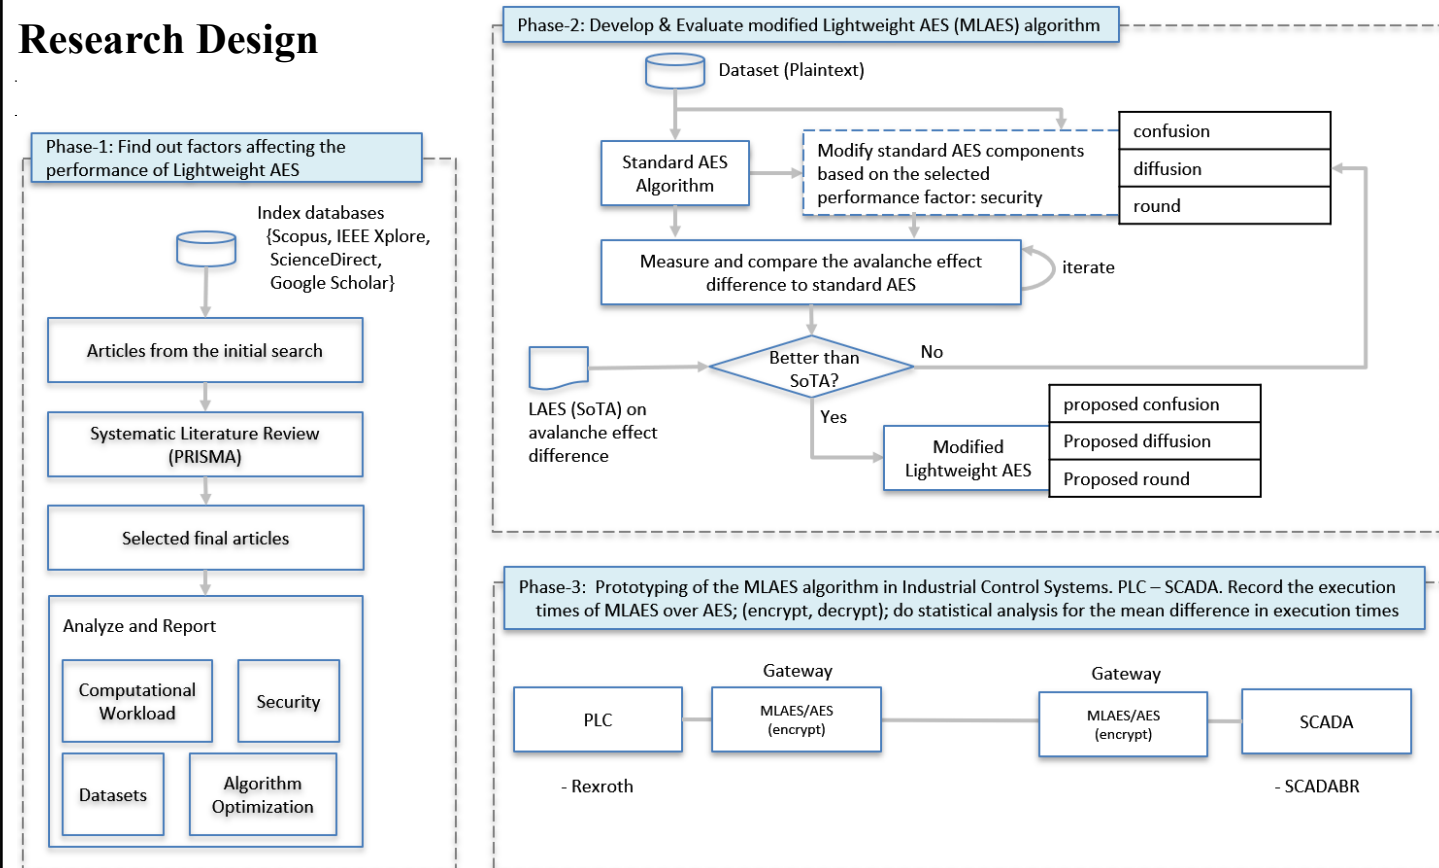 Research Design
Phase-1: Find out factors affecting the
performance of Lightweight AES
Index databases
{Scopus, IEEE Xplore,
ScienceDirect,
Google Scholar}
Articles from the initial search
Systematic Literature Review
(PRISMA)
Selected final articles
Analyze and Report
Computational
Workload
Security
Datasets
Algorithm
Optimization
Phase-2: Develop & Evaluate modified Lightweight AES (MLAES) algorithm
Dataset (Plaintext)
Standard AES
Algorithm
Modify standard AES components
based on the selected
performance factor: security
confusion
diffusion
round
Measure and compare the avalanche effect
difference to standard AES
iterate
Better than
SoTA?
No
Yes
LAES (SoTA) on
avalanche effect
difference
Modified
Lightweight AES
proposed confusion
Proposed diffusion
Proposed round
Phase-3:  Prototyping of the MLAES algorithm in Industrial Control Systems. PLC – SCADA. Record the execution
times of MLAES over AES; (encrypt, decrypt); do statistical analysis for the mean difference in execution times
PLC
Gateway
MLAES/AES
(encrypt)
Gateway
MLAES/AES
(encrypt)
SCADA
- Rexroth
- SCADABR